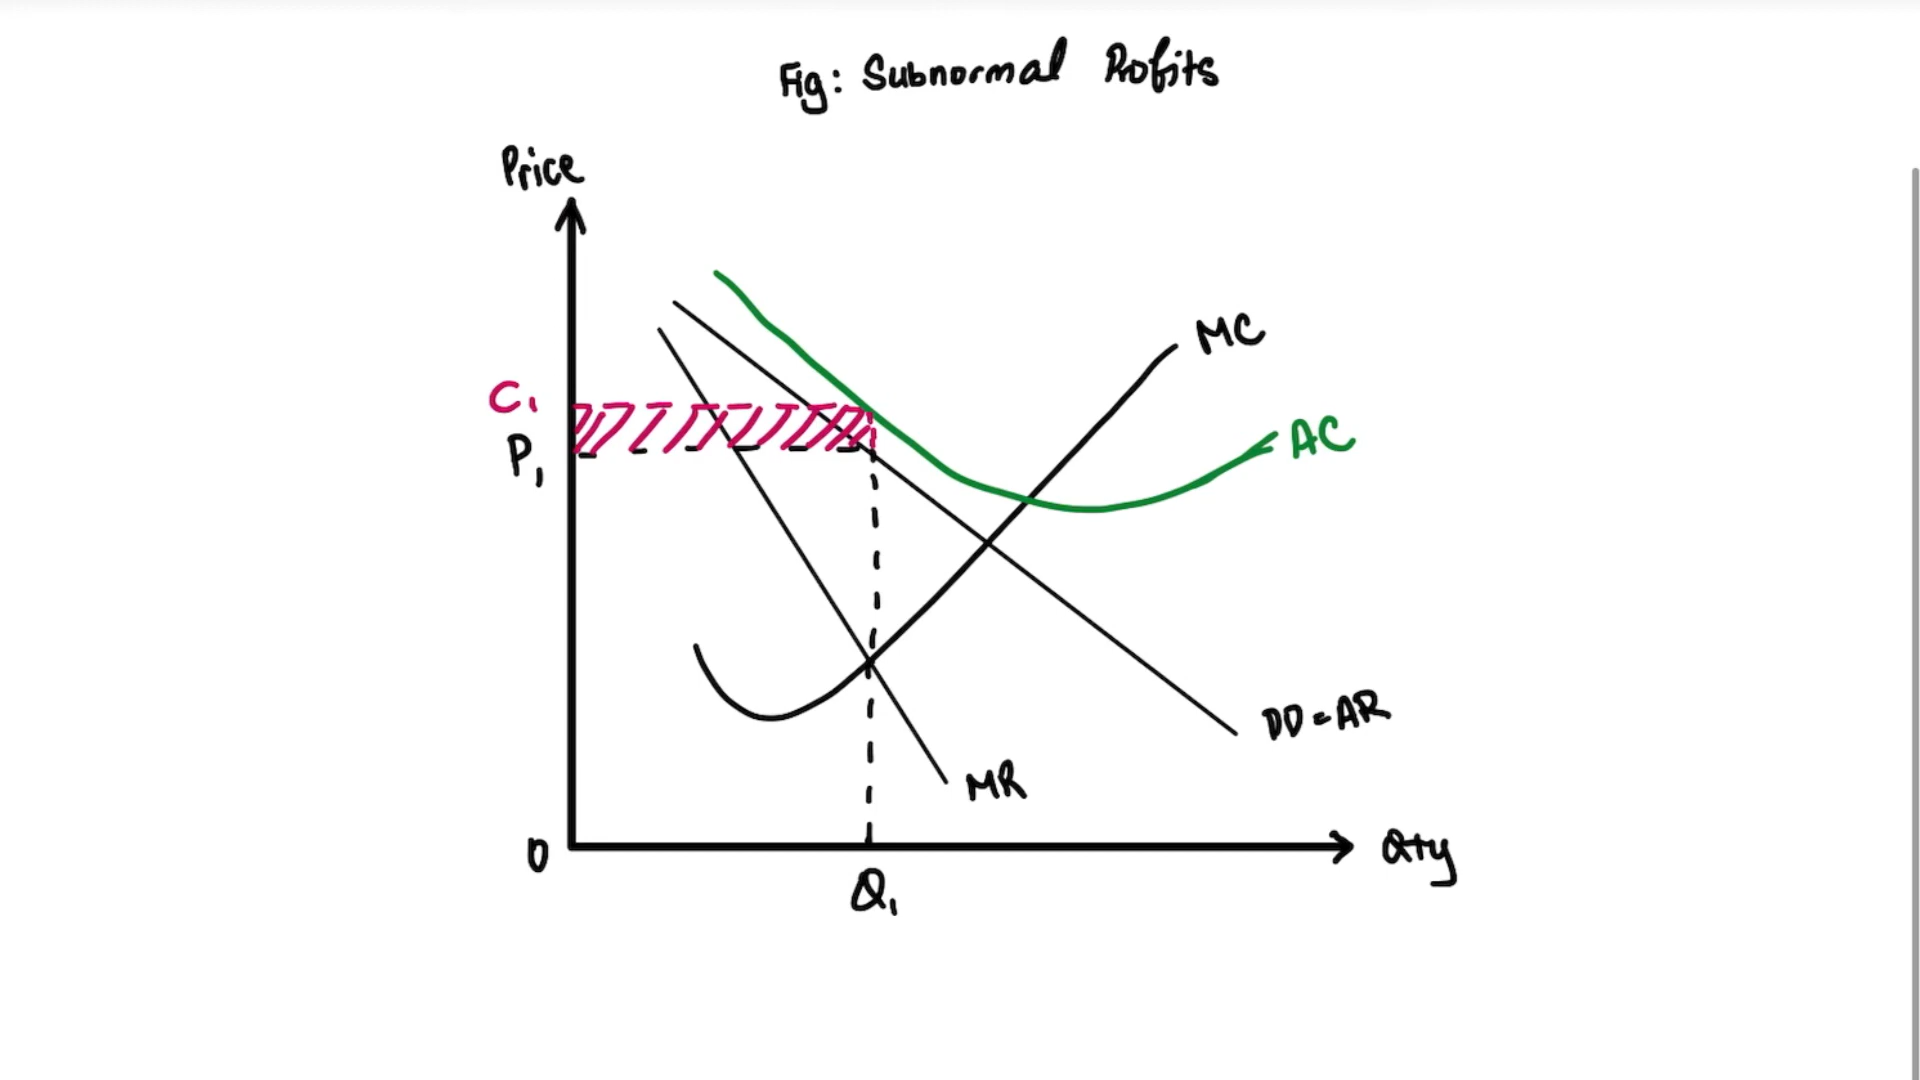 Fig: Subnormal Profits
Price
MC
C1
AC
P1
DD = AR
MR
0
Qty
Q1